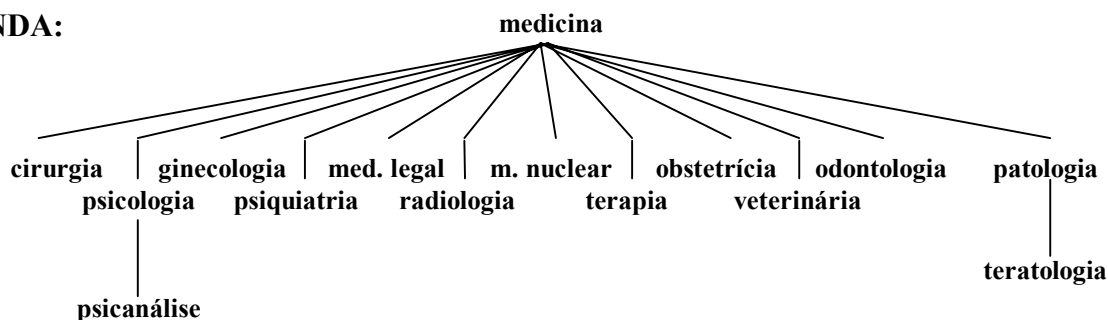 NDA:
medicina
cirurgia ginecologia med. legal m. nuclear obstetrícia odontologia patologia
psicologia psiquiatria radiologia terapia veterinária
teratologia
psicanálise